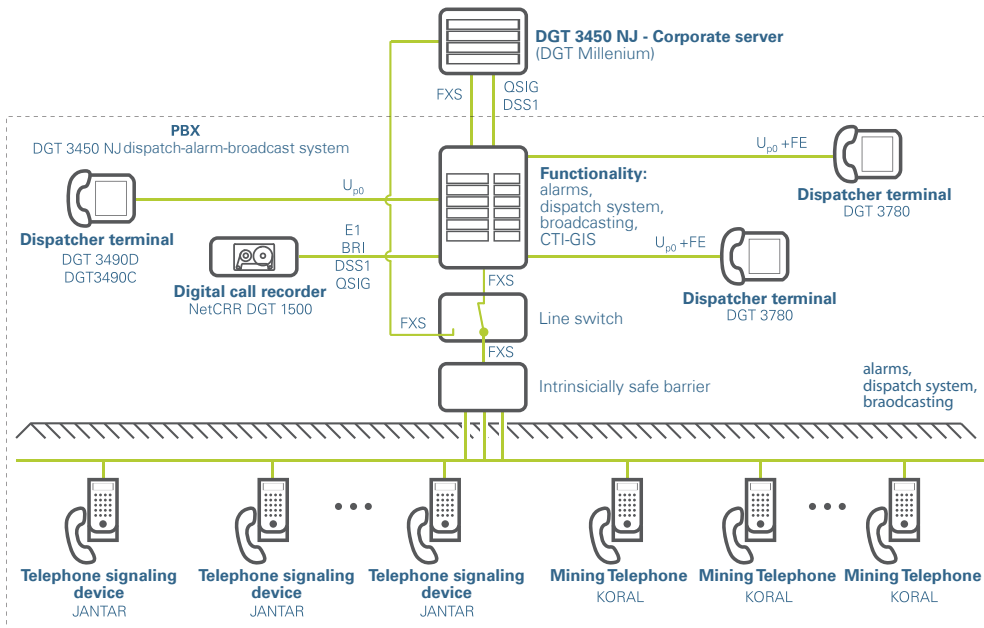 DGT 3450 NJ - Corporate server
(DGT Millenium)
FXS
QSIG
DSS1
PBX
DGT 3450 NJ dispatch-alarm-broadcast system
Up0
Dispatcher terminal
DGT 3490D
DGT3490C
E1
BRI
DSS1
QSIG
Digital call recorder
NetCRR DGT 1500
Functionality:
alarms,
dispatch system,
broadcasting,
CTI-GIS
Up0 +FE
Dispatcher terminal
DGT 3780
Up0 +FE
Dispatcher terminal
DGT 3780
FXS
FXS
Line switch
FXS
Intrinsicially safe barrier
alarms,
dispatch system,
braodcasting
Telephone signaling
device
JANTAR
Telephone signaling
device
JANTAR
Telephone signaling
device
JANTAR
Mining Telephone
KORAL
Mining Telephone
KORAL
Mining Telephone
KORAL